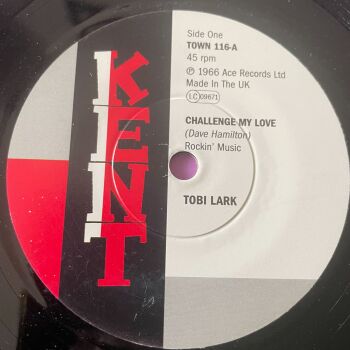 KENT
Side One
TOWN 116-A
45 rpm
℗ 1966 Ace Records Ltd
Made In The UK
LC 09671
CHALLENGE MY LOVE
(Dave Hamilton)
Rockin' Music
TOBI LARK